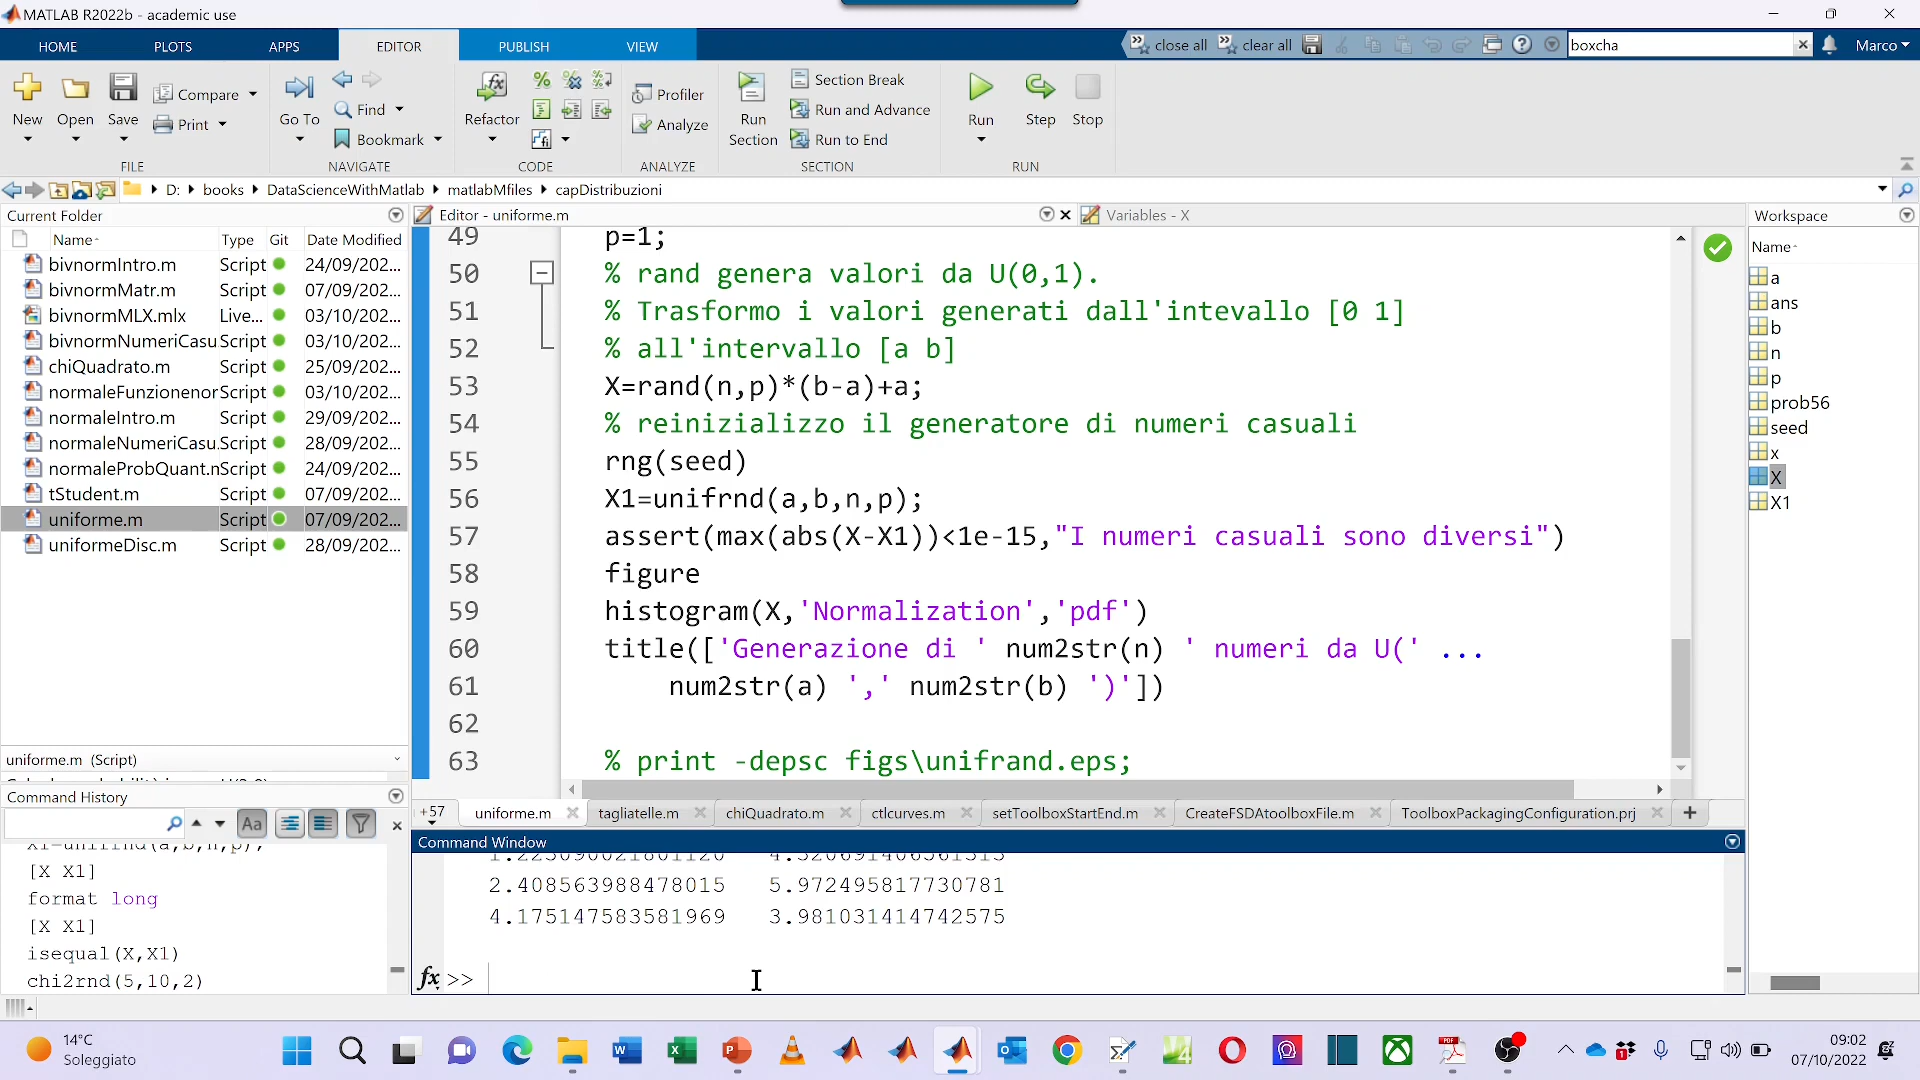 MATLAB R2022b - academic use
HOME PLOTS APPS EDITOR PUBLISH VIEW close all clear all boxcha Marco
New Open Save Compare Print Go To Find Bookmark Refactor Profiler Analyze Run Section Section Break Run and Advance Run to End Run Step Stop
FILE NAVIGATE CODE ANALYZE SECTION RUN
D: books DataScienceWithMatlab matlabMfiles capDistribuzioni
Current Folder
Name Type Git Date Modified
bivnormIntro.m Script 24/09/202...
bivnormMatr.m Script 07/09/202...
bivnormMLX.mlx Live... 03/10/202...
bivnormNumeriCasu Script 03/10/202...
chiQuadrato.m Script 25/09/202...
normaleFunzionenor Script 03/10/202...
normaleIntro.m Script 29/09/202...
normaleNumeriCasu. Script 28/09/202...
normaleProbQuant.m Script 24/09/202...
tStudent.m Script 07/09/202...
uniforme.m Script 07/09/202...
uniformeDisc.m Script 28/09/202...
uniforme.m (Script)
Command History
Aa
X1=unifrnd(a,b,n,p);
[X X1]
format long
[X X1]
isequal(X,X1)
chi2rnd(5,10,2)
Editor - uniforme.m
Variables - X
49 p=1;
50 % rand genera valori da U(0,1).
51 % Trasformo i valori generati dall'intevallo [0 1]
52 % all'intervallo [a b]
53 X=rand(n,p)*(b-a)+a;
54 % reinizializzo il generatore di numeri casuali
55 rng(seed)
56 X1=unifrnd(a,b,n,p);
57 assert(max(abs(X-X1))<1e-15,"I numeri casuali sono diversi")
58 figure
59 histogram(X,'Normalization','pdf')
60 title(['Generazione di ' num2str(n) ' numeri da U(' ...
61 num2str(a) ',' num2str(b) ')'])
62
63 % print -depsc figs\unifrand.eps;
+57 uniforme.m tagliatelle.m chiQuadrato.m ctlcurves.m setToolboxStartEnd.m CreateFSDAtoolboxFile.m ToolboxPackagingConfiguration.prj
Command Window
2.408563988478015 5.972495817730781
4.175147583581969 3.981031414742575
fx >>
Workspace
Name
a
ans
b
n
p
prob56
seed
x
X
X1
14°C
Soleggiato
09:02
07/10/2022